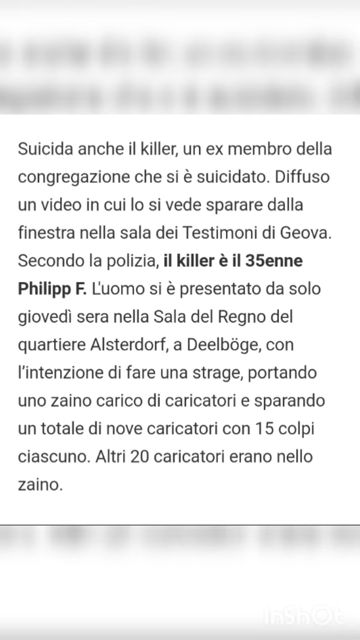 Suicida anche il killer, un ex membro della
congregazione che si è suicidato. Diffuso
un video in cui lo si vede sparare dalla
finestra nella sala dei Testimoni di Geova.
Secondo la polizia, il killer è il 35enne
Philipp F. L'uomo si è presentato da solo
giovedì sera nella Sala del Regno del
quartiere Alsterdorf, a Deelböge, con
l’intenzione di fare una strage, portando
uno zaino carico di caricatori e sparando
un totale di nove caricatori con 15 colpi
ciascuno. Altri 20 caricatori erano nello
zaino.
InShOt